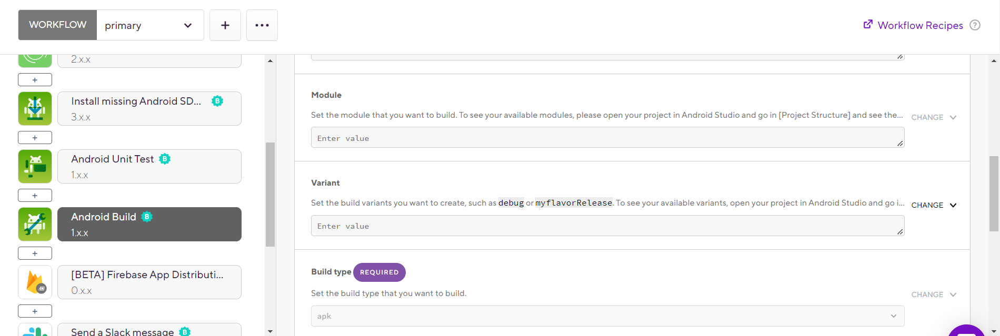 WORKFLOW primary + ... Workflow Recipes ?
2.x.x
+
Install missing Android SD... B
3.x.x
+
Android Unit Test B
1.x.x
+
Android Build B
1.x.x
+
[BETA] Firebase App Distributi...
0.x.x
+
Send a Slack message B
Module
Set the module that you want to build. To see your available modules, please open your project in Android Studio and go in [Project Structure] and see the...
CHANGE
Enter value
Variant
Set the build variants you want to create, such as debug or myflavorRelease. To see your available variants, open your project in Android Studio and go i...
CHANGE
Enter value
Build type REQUIRED
Set the build type that you want to build.
CHANGE
apk